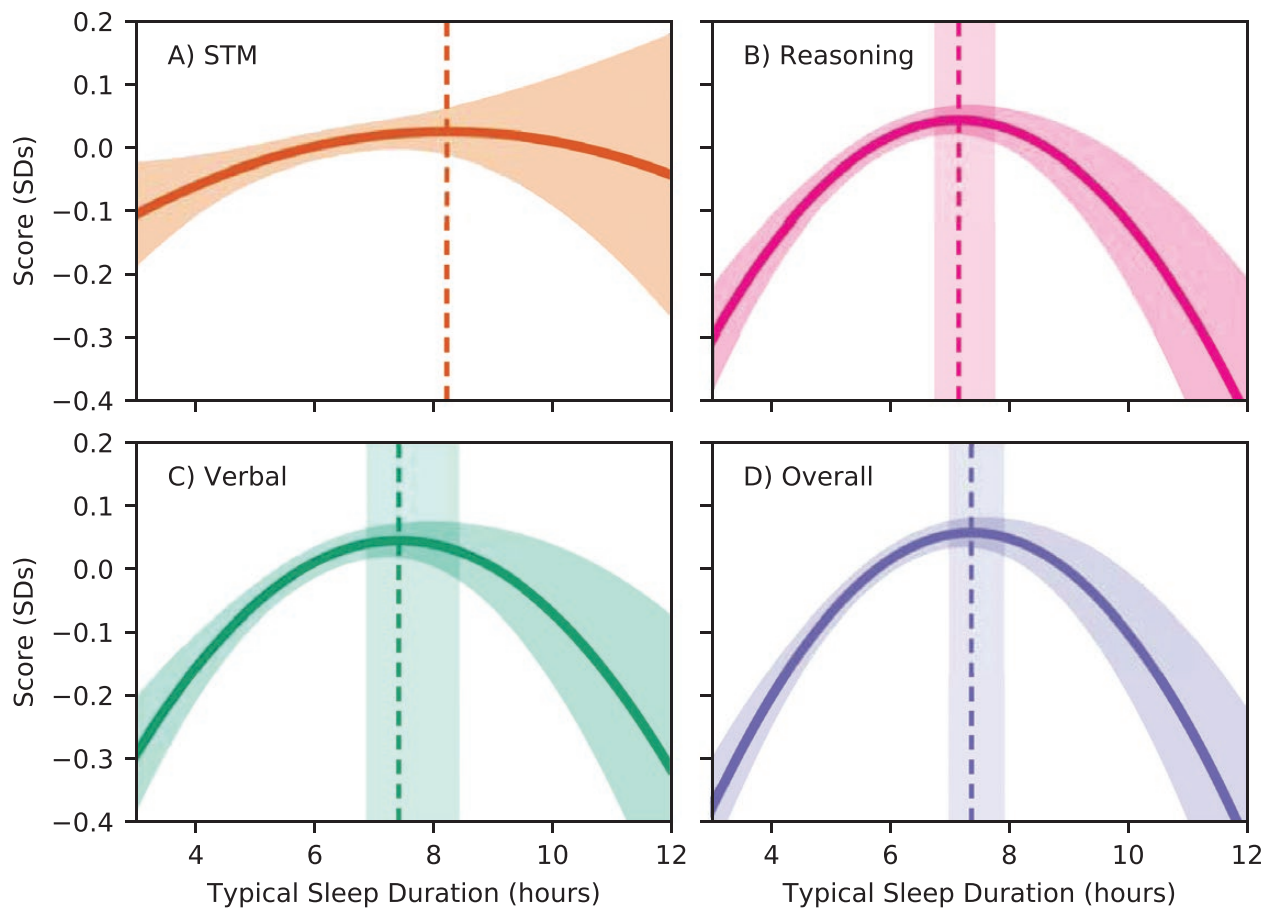 A) STM
B) Reasoning
0.2
0.1
0.0
−0.1
−0.2
−0.3
−0.4
Score (SDs)
4 6 8 10 12
C) Verbal
D) Overall
0.2
0.1
0.0
−0.1
−0.2
−0.3
−0.4
Score (SDs)
4 6 8 10 12
Typical Sleep Duration (hours)
Typical Sleep Duration (hours)